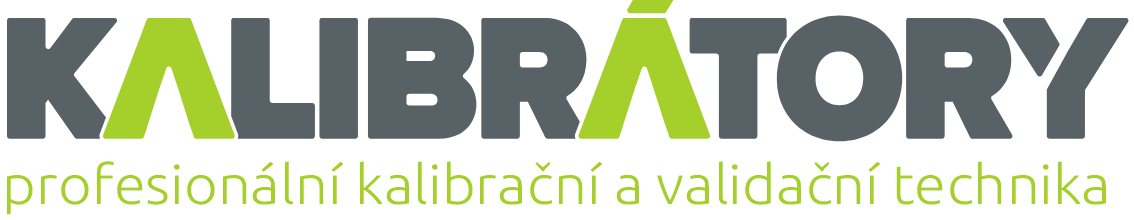 KALIBRÁTORY
profesionální kalibrační a validační technika